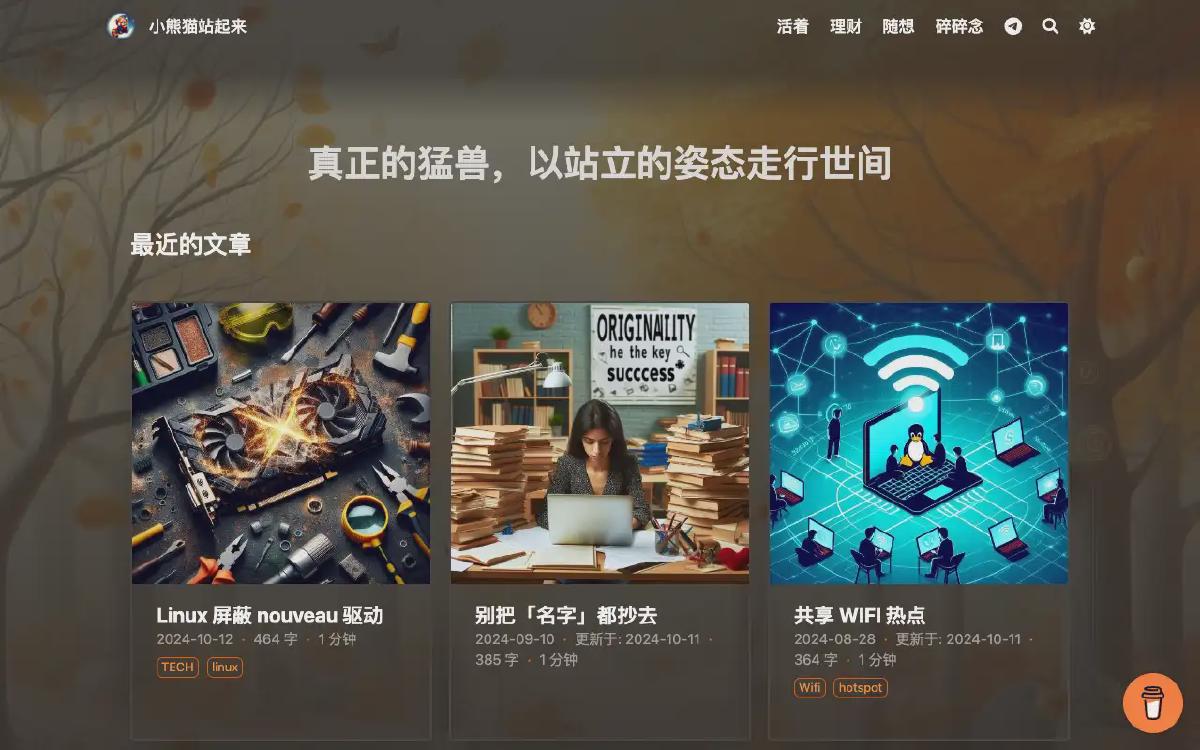 小熊猫站起来
活着 理财 随想 碎碎念
真正的猛兽，以站立的姿态走行世间
最近的文章
ORIGINAIITY
he the key
succcess*
Linux 屏蔽 nouveau 驱动
2024-10-12 · 464 字 · 1 分钟
TECH linux
别把「名字」都抄去
2024-09-10 · 更新于: 2024-10-11 ·
385 字 · 1 分钟
共享 WIFI 热点
2024-08-28 · 更新于: 2024-10-11 ·
364 字 · 1 分钟
Wifi hotspot